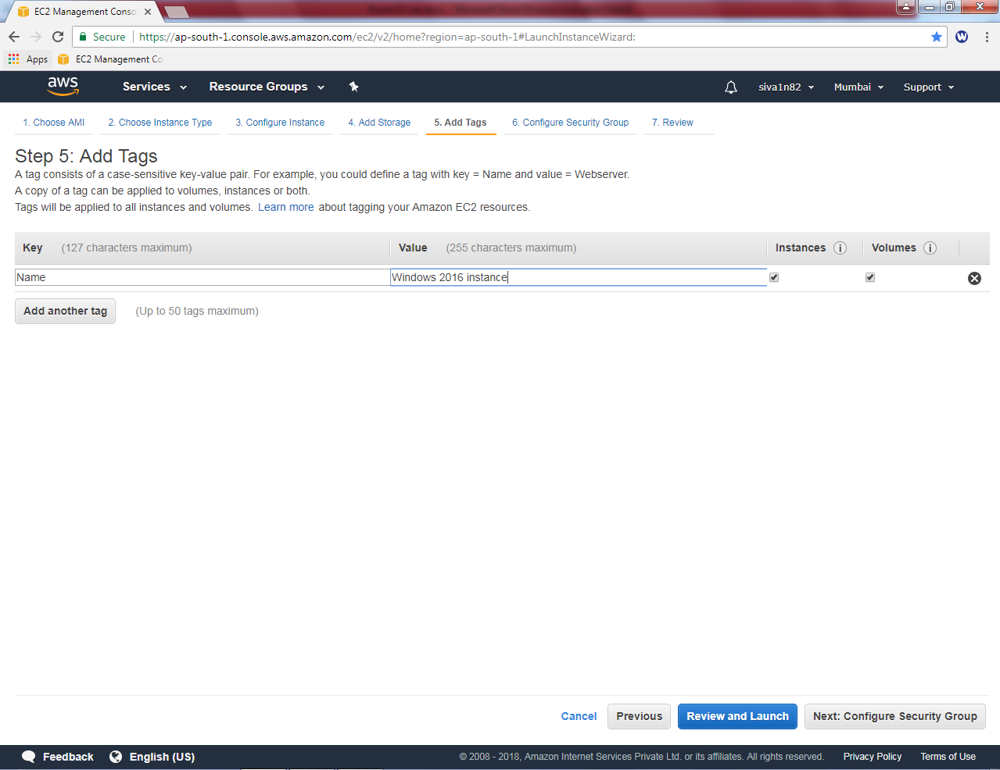 EC2 Management Conso
Secure https://ap-south-1.console.aws.amazon.com/ec2/v2/home?region=ap-south-1#LaunchInstanceWizard:
W
Apps EC2 Management Co
aws Services Resource Groups siva1n82 Mumbai Support
1. Choose AMI 2. Choose Instance Type 3. Configure Instance 4. Add Storage 5. Add Tags 6. Configure Security Group 7. Review
Step 5: Add Tags
A tag consists of a case-sensitive key-value pair. For example, you could define a tag with key = Name and value = Webserver.
A copy of a tag can be applied to volumes, instances or both.
Tags will be applied to all instances and volumes. Learn more about tagging your Amazon EC2 resources.
Key (127 characters maximum) Value (255 characters maximum) Instances i Volumes i
Name Windows 2016 instance
Add another tag (Up to 50 tags maximum)
Cancel Previous Review and Launch Next: Configure Security Group
Feedback English (US) © 2008 - 2018, Amazon Internet Services Private Ltd. or its affiliates. All rights reserved. Privacy Policy Terms of Use